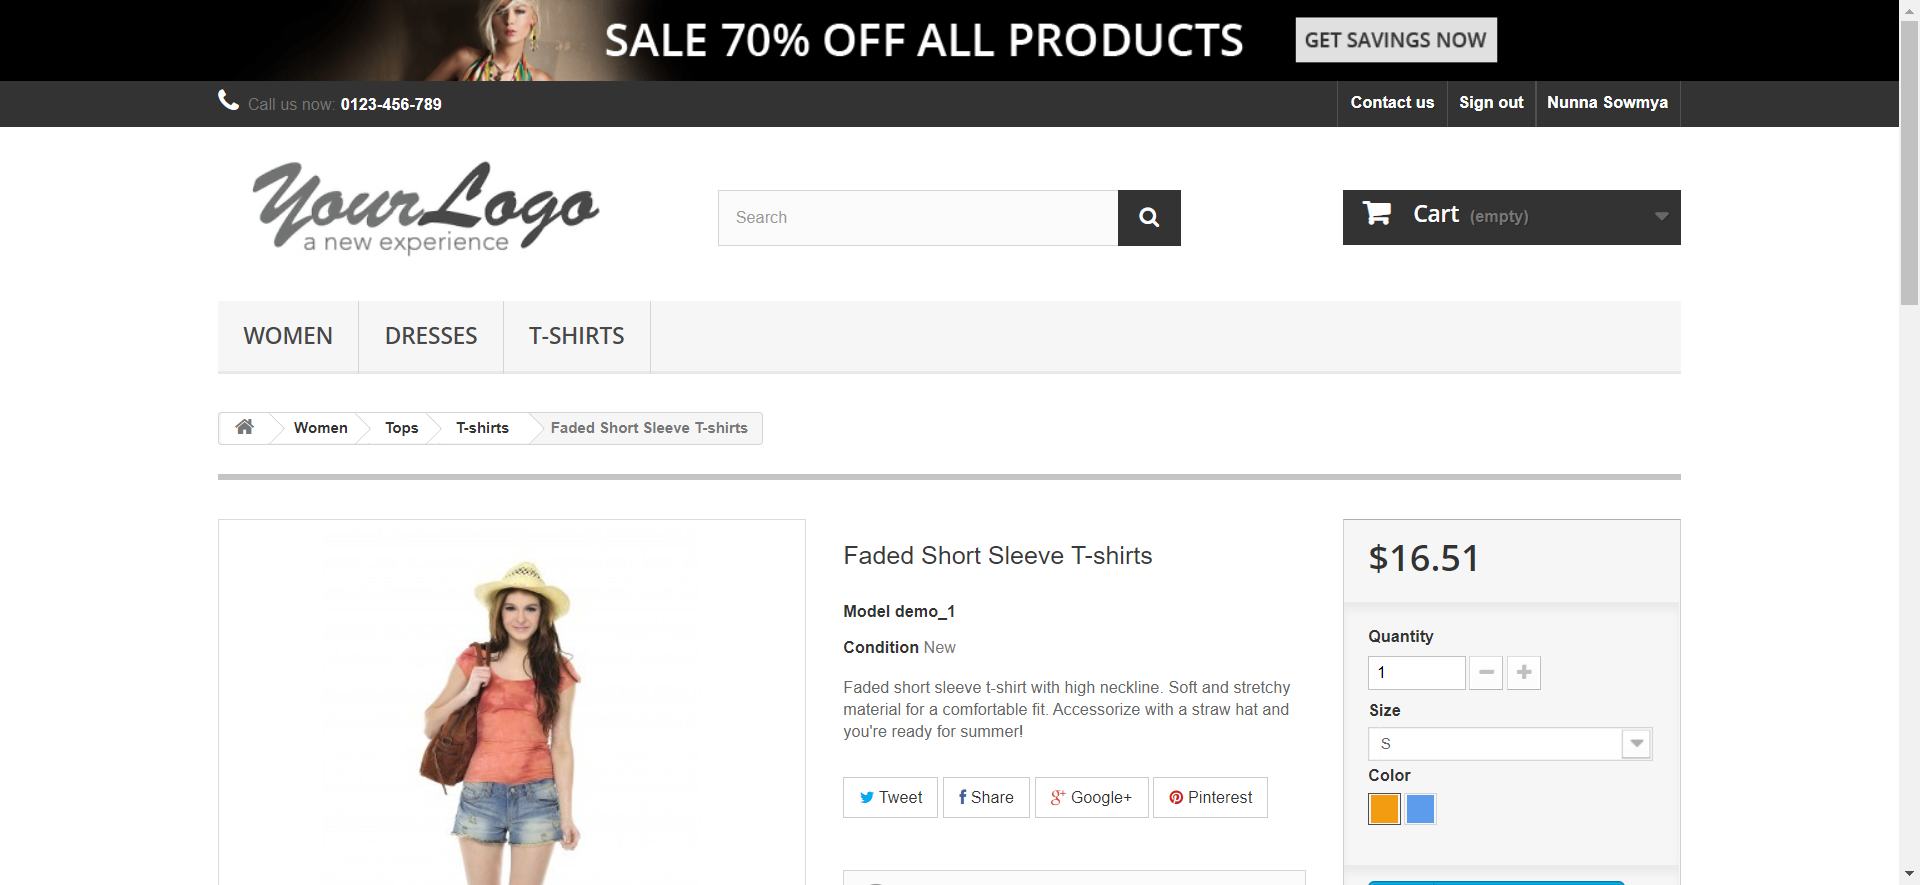 SALE 70% OFF ALL PRODUCTS
GET SAVINGS NOW
Call us now: 0123-456-789
Contact us
Sign out
Nunna Sowmya
YourLogo
a new experience
Search
Cart (empty)
WOMEN
DRESSES
T-SHIRTS
Women
Tops
T-shirts
Faded Short Sleeve T-shirts
Faded Short Sleeve T-shirts
Model demo_1
Condition New
Faded short sleeve t-shirt with high neckline. Soft and stretchy
material for a comfortable fit. Accessorize with a straw hat and
you're ready for summer!
Tweet
Share
Google+
Pinterest
$16.51
Quantity
1
Size
S
Color